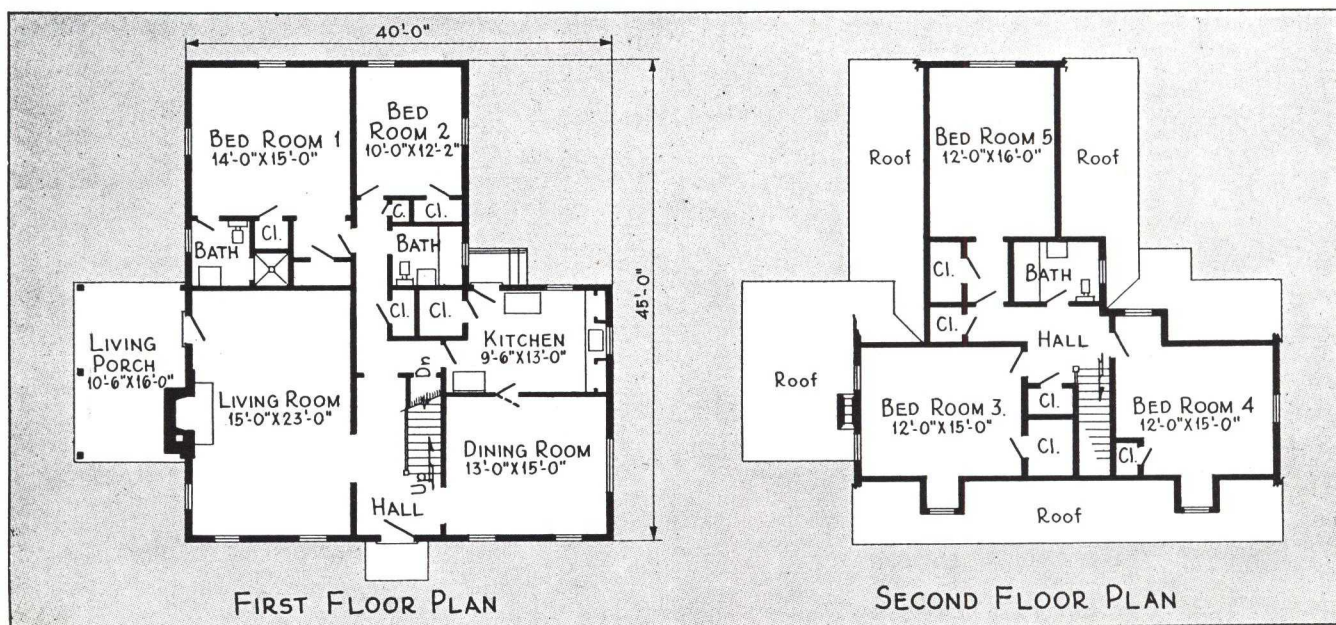 40'-0"
45'-0"
BED ROOM 1
14'-0"X15'-0"
BED
ROOM 2
10'-0"X12'-2"
BATH
CL.
C.
CL.
BATH
CL.
CL.
LIVING
PORCH
10'-6"X16'-0"
LIVING ROOM
15'-0"X23'-0"
KITCHEN
9'-6"X13'-0"
Dn
Up
HALL
DINING ROOM
13'-0"X15'-0"
FIRST FLOOR PLAN
Roof
BED ROOM 5
12'-0"X16'-0"
Roof
CL.
BATH
CL.
HALL
Roof
BED ROOM 3.
12'-0"X15'-0"
CL.
CL.
BED ROOM 4
12'-0"X15'-0"
CL.
Roof
SECOND FLOOR PLAN